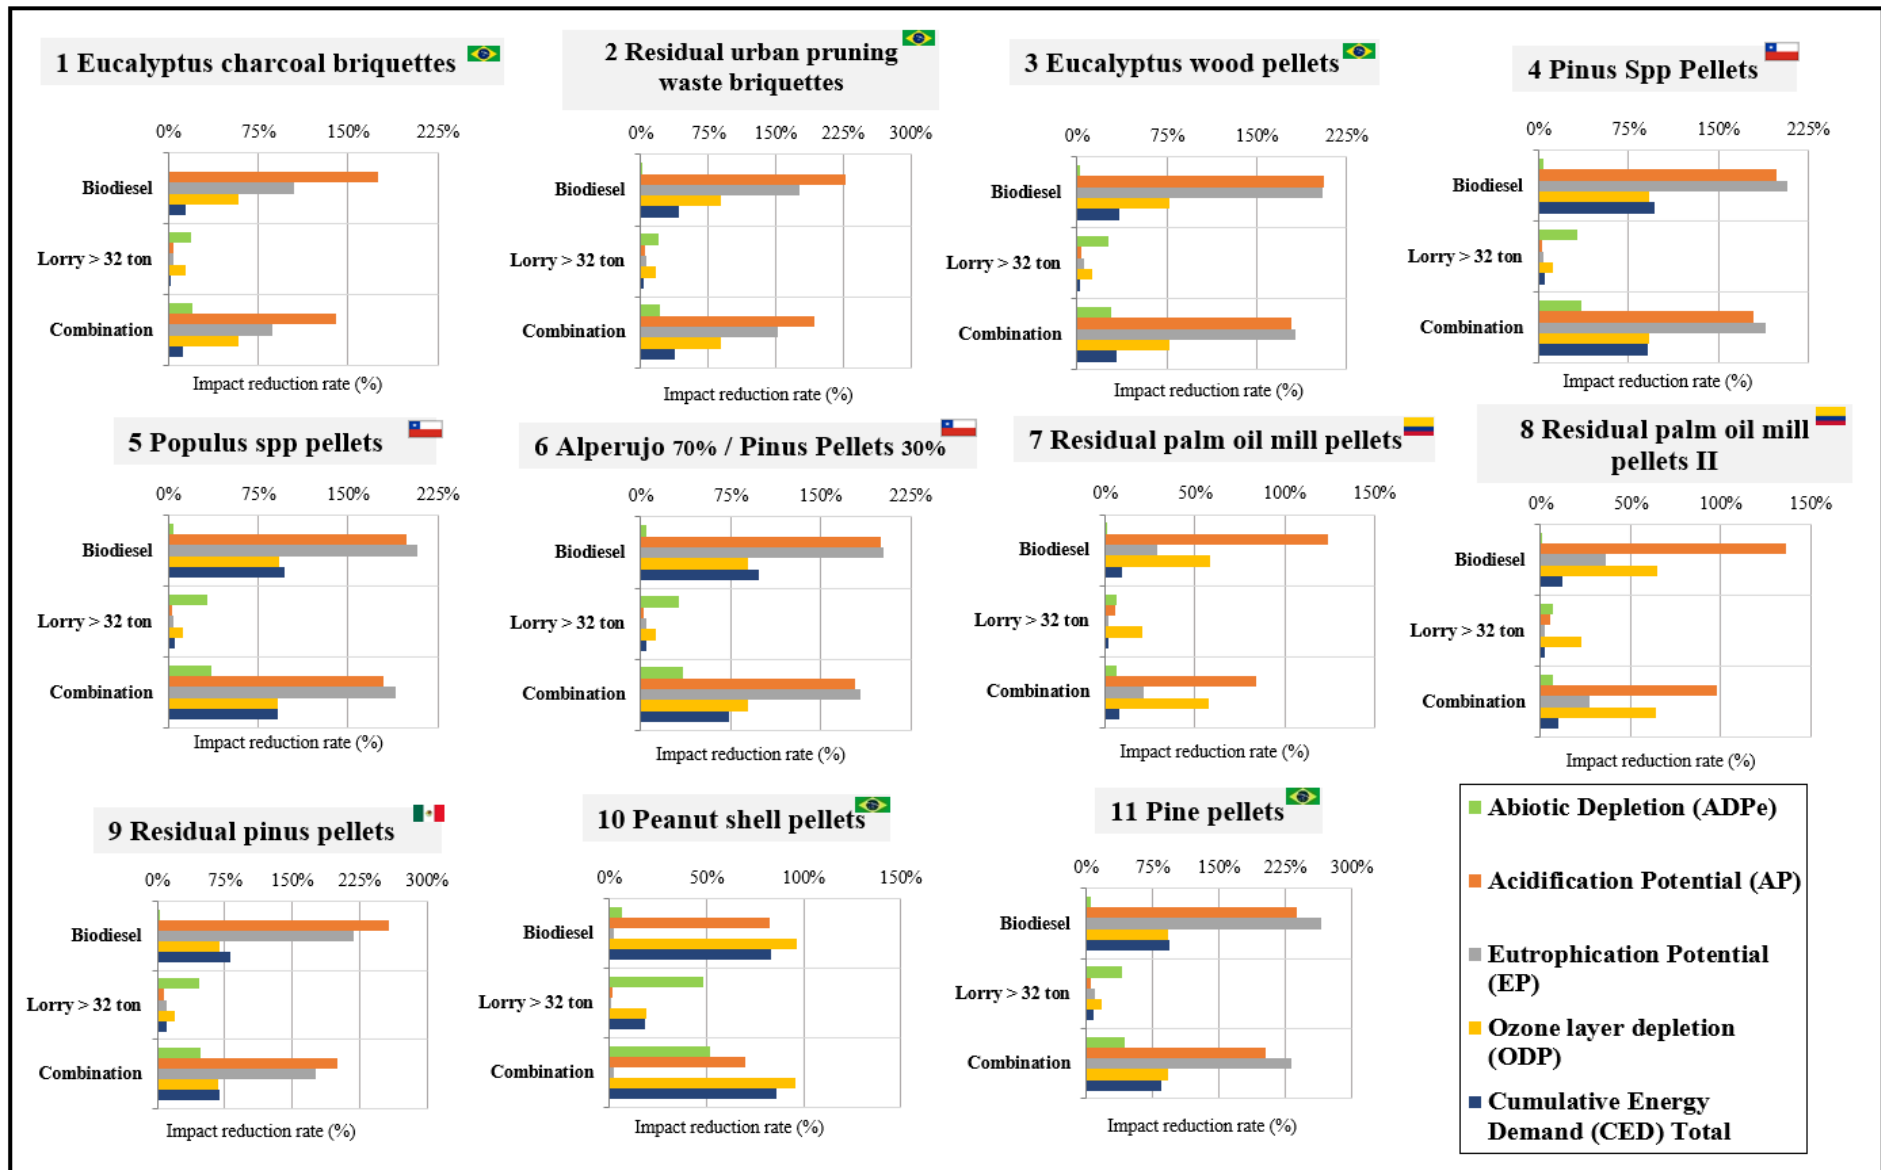 1 Eucalyptus charcoal briquettes
0% 75% 150% 225%
Biodiesel
Lorry > 32 ton
Combination
Impact reduction rate (%)
2 Residual urban pruning
waste briquettes
0% 75% 150% 225% 300%
Biodiesel
Lorry > 32 ton
Combination
Impact reduction rate (%)
3 Eucalyptus wood pellets
0% 75% 150% 225%
Biodiesel
Lorry > 32 ton
Combination
Impact reduction rate (%)
4 Pinus Spp Pellets
0% 75% 150% 225%
Biodiesel
Lorry > 32 ton
Combination
Impact reduction rate (%)
5 Populus spp pellets
0% 75% 150% 225%
Biodiesel
Lorry > 32 ton
Combination
Impact reduction rate (%)
6 Alperujo 70% / Pinus Pellets 30%
0% 75% 150% 225%
Biodiesel
Lorry > 32 ton
Combination
Impact reduction rate (%)
7 Residual palm oil mill pellets
0% 50% 100% 150%
Biodiesel
Lorry > 32 ton
Combination
Impact reduction rate (%)
8 Residual palm oil mill
pellets II
0% 50% 100% 150%
Biodiesel
Lorry > 32 ton
Combination
Impact reduction rate (%)
9 Residual pinus pellets
0% 75% 150% 225% 300%
Biodiesel
Lorry > 32 ton
Combination
Impact reduction rate (%)
10 Peanut shell pellets
0% 50% 100% 150%
Biodiesel
Lorry > 32 ton
Combination
Impact reduction rate (%)
11 Pine pellets
0% 75% 150% 225% 300%
Biodiesel
Lorry > 32 ton
Combination
Impact reduction rate (%)
Abiotic Depletion (ADPe)
Acidification Potential (AP)
Eutrophication Potential
(EP)
Ozone layer depletion
(ODP)
Cumulative Energy
Demand (CED) Total